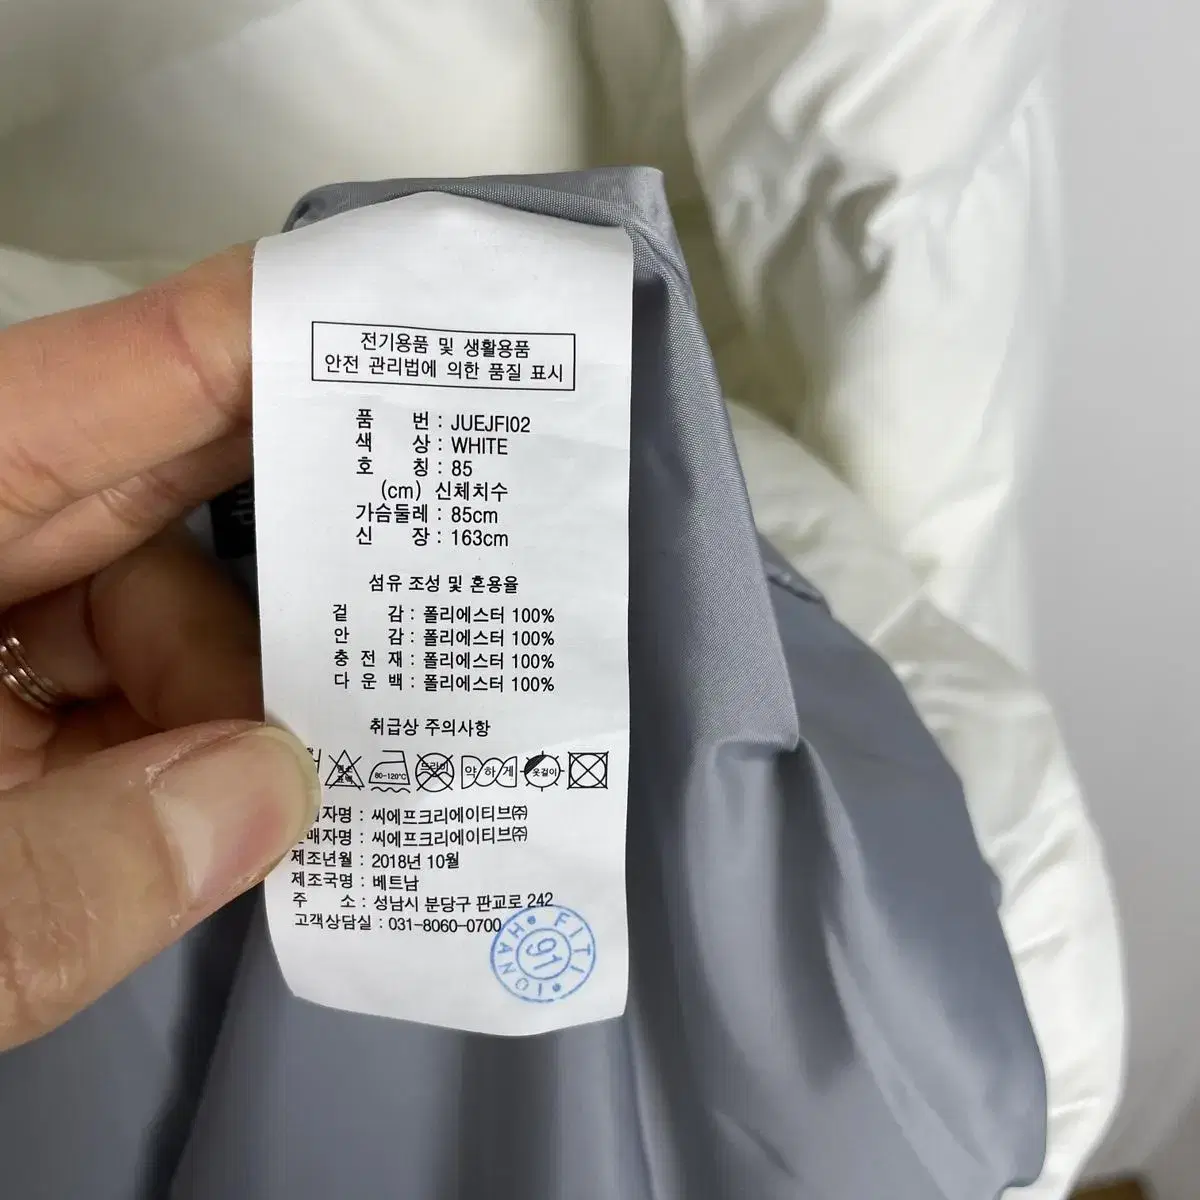 전기용품 및 생활용품
안전 관리법에 의한 품질 표시
품 번 : JUEJFI02
색 상 : WHITE
호 칭 : 85
(cm) 신체치수
가슴둘레 : 85cm
신 장 : 163cm
섬유 조성 및 혼용율
겉 감 : 폴리에스터 100%
안 감 : 폴리에스터 100%
충 전 재 : 폴리에스터 100%
다 운 백 : 폴리에스터 100%
취급상 주의사항
80-120℃ 드라이 약하게 옷걸이
자명 : 씨에프크리에이티브㈜
매자명 : 씨에프크리에이티브㈜
제조년월 : 2018년 10월
제조국명 : 베트남
주 소 : 성남시 분당구 판교로 242
고객상담실 : 031-8060-0700
FITI
91
HANOI